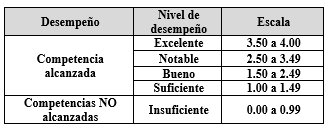 Desempeño Nivel de desempeño Escala
Competencia alcanzada Excelente 3.50 a 4.00
Notable 2.50 a 3.49
Bueno 1.50 a 2.49
Suficiente 1.00 a 1.49
Competencias NO alcanzadas Insuficiente 0.00 a 0.99